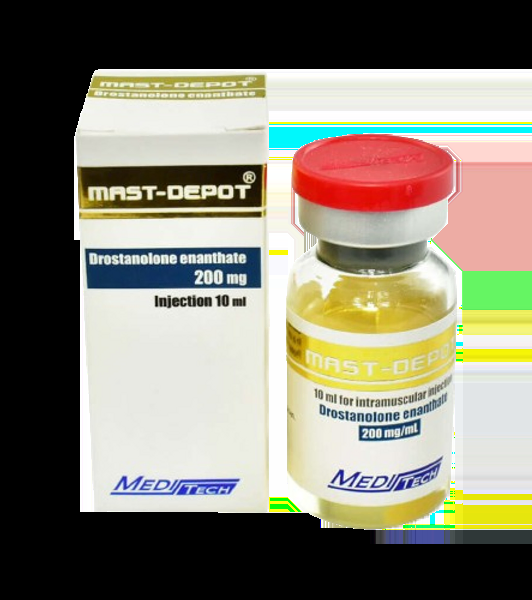 MAST-DEPOT®
Drostanolone enanthate
MAST-DEPOT®
Drostanolone enanthate
200 mg
Injection 10 ml
MEDITECH
MAST-DEPOT
10 ml for intramuscular injection
Drostanolone enanthate
200 mg/mL
MEDITECH